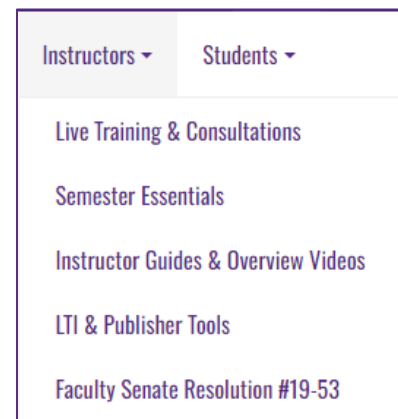 Instructors Students
Live Training & Consultations
Semester Essentials
Instructor Guides & Overview Videos
LTI & Publisher Tools
Faculty Senate Resolution #19-53